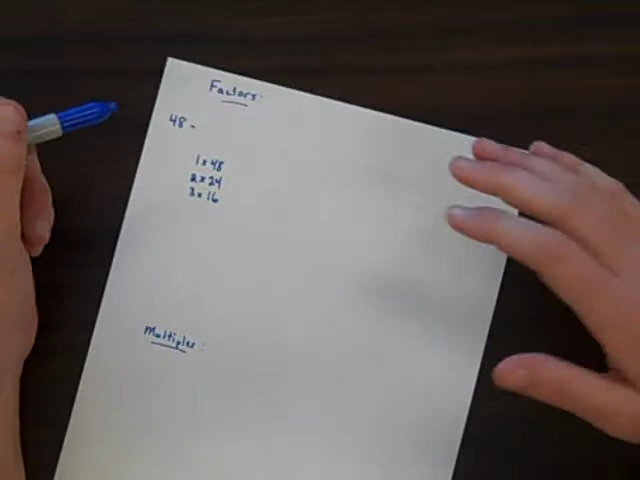 Factors:
48 -
1 x 48
2 x 24
3 x 16
Multiples: